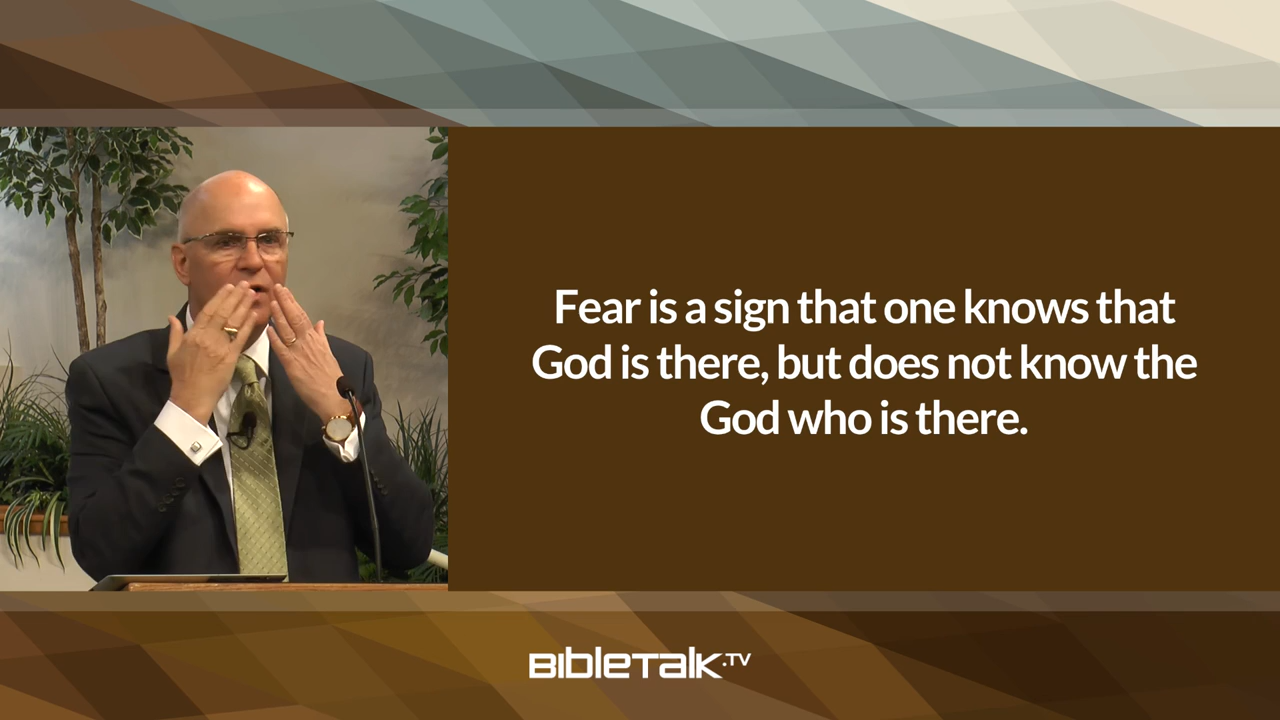 Fear is a sign that one knows that
God is there, but does not know the
God who is there.
BIBLETALK.TV